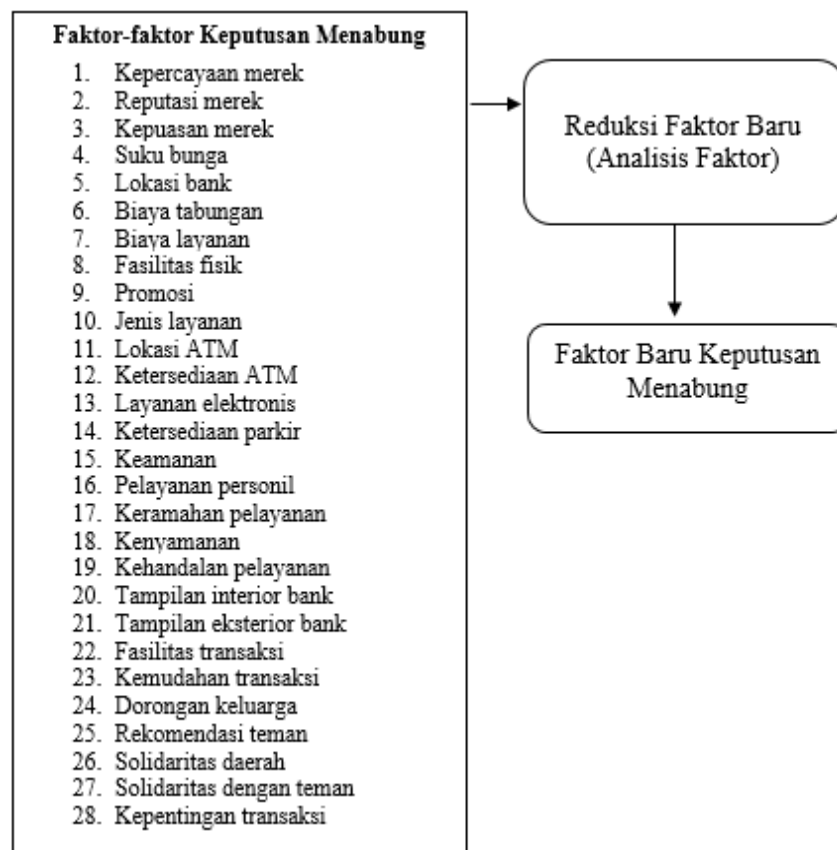 Faktor-faktor Keputusan Menabung
1. Kepercayaan merek
2. Reputasi merek
3. Kepuasan merek
4. Suku bunga
5. Lokasi bank
6. Biaya tabungan
7. Biaya layanan
8. Fasilitas fisik
9. Promosi
10. Jenis layanan
11. Lokasi ATM
12. Ketersediaan ATM
13. Layanan elektronis
14. Ketersediaan parkir
15. Keamanan
16. Pelayanan personil
17. Keramahan pelayanan
18. Kenyamanan
19. Kehandalan pelayanan
20. Tampilan interior bank
21. Tampilan eksterior bank
22. Fasilitas transaksi
23. Kemudahan transaksi
24. Dorongan keluarga
25. Rekomendasi teman
26. Solidaritas daerah
27. Solidaritas dengan teman
28. Kepentingan transaksi
Reduksi Faktor Baru
(Analisis Faktor)
Faktor Baru Keputusan
Menabung